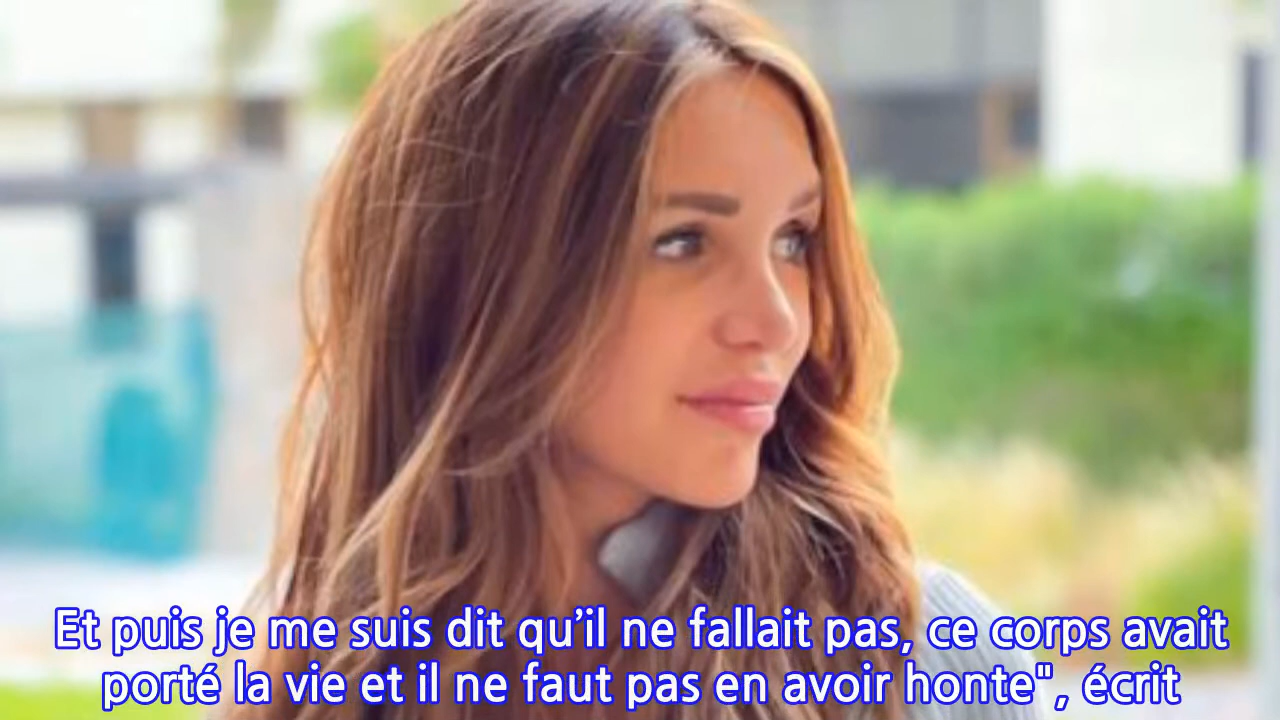 Et puis je me suis dit qu’il ne fallait pas, ce corps avait
porté la vie et il ne faut pas en avoir honte", écrit